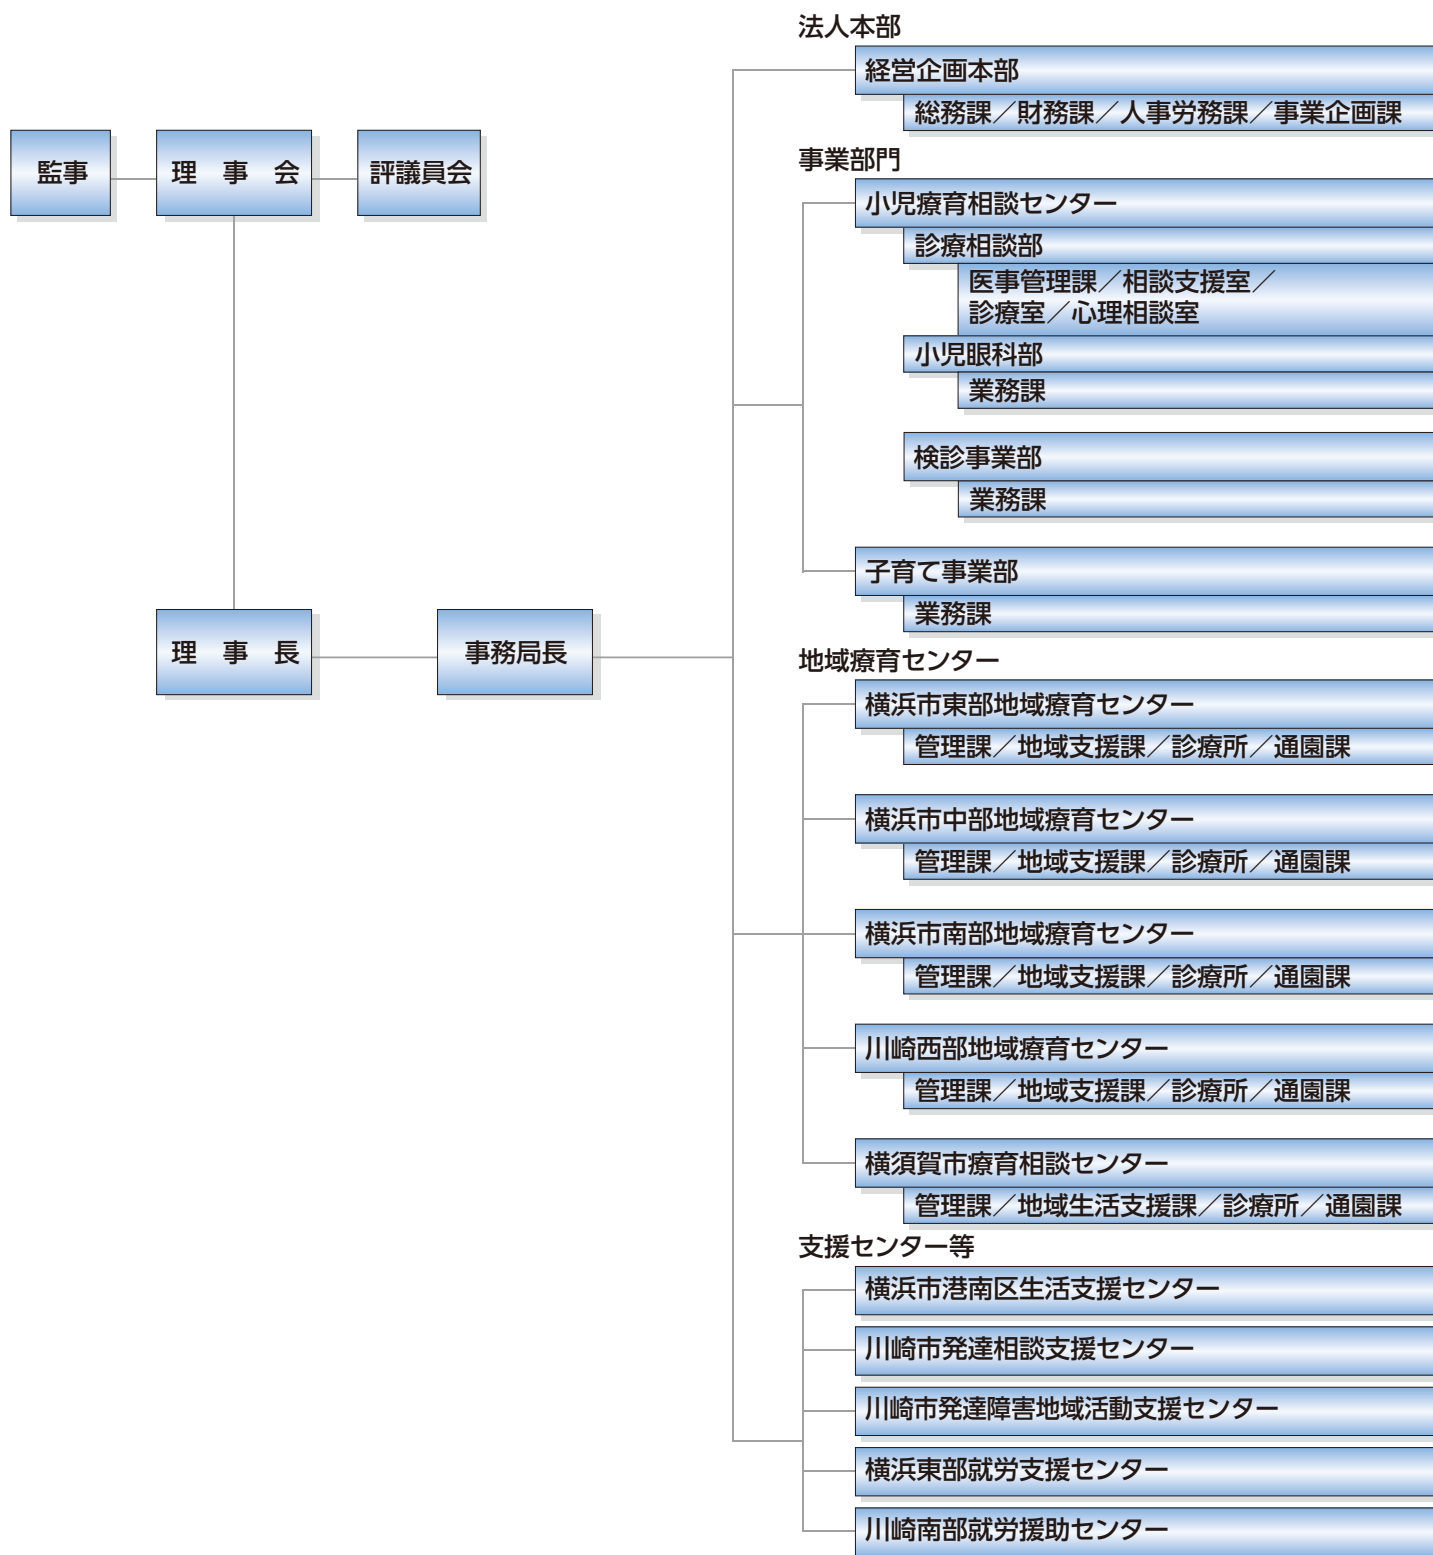 監事
理　事　会
評議員会
理　事　長
事務局長
法人本部
経営企画本部
総務課／財務課／人事労務課／事業企画課
事業部門
小児療育相談センター
診療相談部
医事管理課／相談支援室／
診療室／心理相談室
小児眼科部
業務課
検診事業部
業務課
子育て事業部
業務課
地域療育センター
横浜市東部地域療育センター
管理課／地域支援課／診療所／通園課
横浜市中部地域療育センター
管理課／地域支援課／診療所／通園課
横浜市南部地域療育センター
管理課／地域支援課／診療所／通園課
川崎西部地域療育センター
管理課／地域支援課／診療所／通園課
横須賀市療育相談センター
管理課／地域生活支援課／診療所／通園課
支援センター等
横浜市港南区生活支援センター
川崎市発達相談支援センター
川崎市発達障害地域活動支援センター
横浜東部就労支援センター
川崎南部就労援助センター